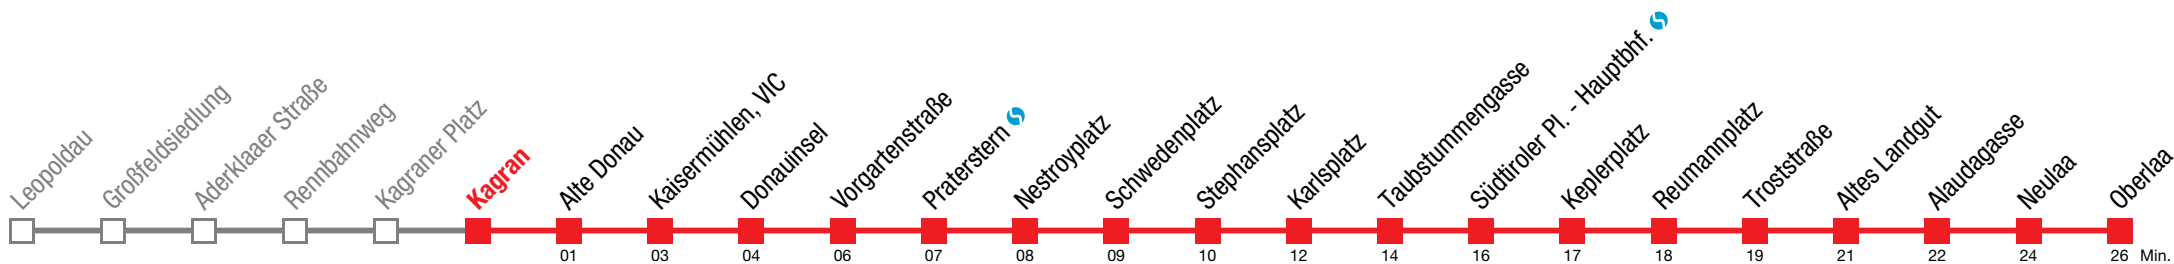 Leopoldau
Großfeldsiedlung
Aderklaaer Straße
Rennbahnweg
Kagraner Platz
Kagran
Alte Donau
Kaisermühlen, VIC
Donauinsel
Vorgartenstraße
Praterstern
Nestroyplatz
Schwedenplatz
Stephansplatz
Karlsplatz
Taubstummengasse
Südtiroler Pl. - Hauptbhf.
Keplerplatz
Reumannplatz
Troststraße
Altes Landgut
Alaudagasse
Neulaa
Oberlaa
01 03 04 06 07 08 09 10 12 14 16 17 18 19 21 22 24 26 Min.